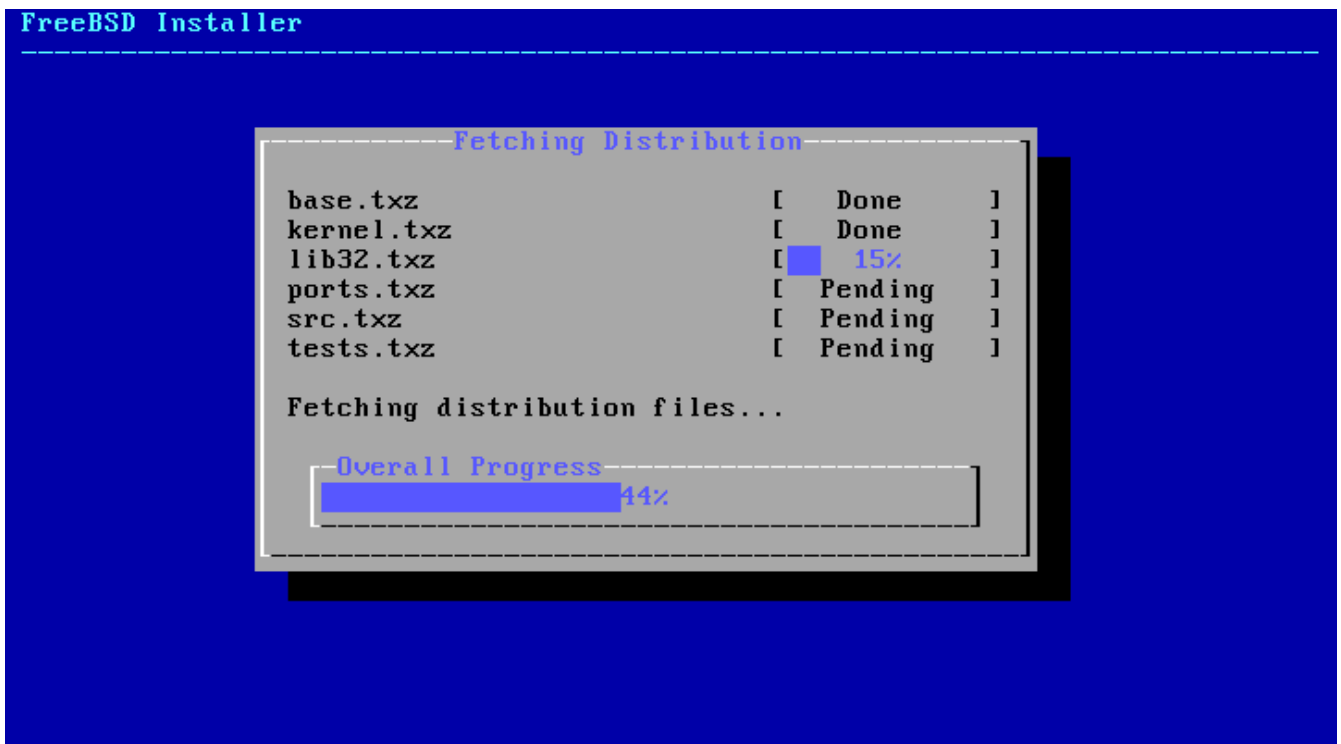 FreeBSD Installer
Fetching Distribution
base.txz [ Done ]
kernel.txz [ Done ]
lib32.txz [ 15% ]
ports.txz [ Pending ]
src.txz [ Pending ]
tests.txz [ Pending ]
Fetching distribution files...
Overall Progress
44%